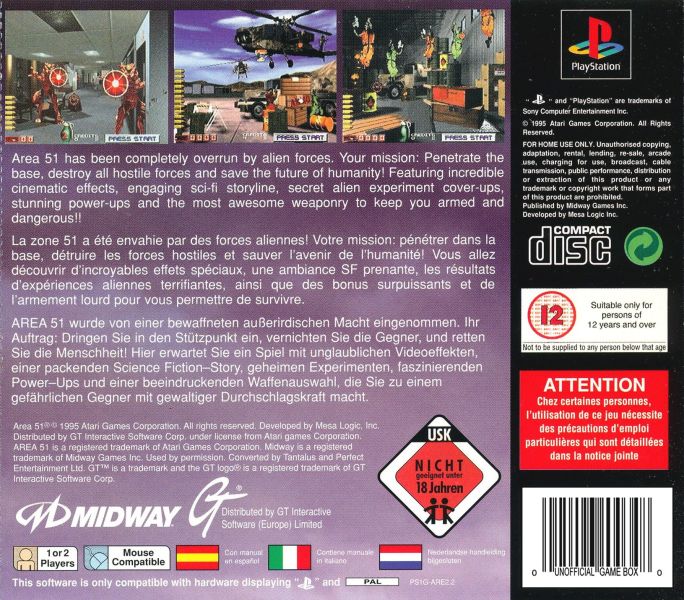 CREDIT
PRESS START
CREDIT
PRESS START
CREDIT
PRESS START
Area 51 has been completely overrun by alien forces. Your mission: Penetrate the
base, destroy all hostile forces and save the future of humanity! Featuring incredible
cinematic effects, engaging sci-fi storyline, secret alien experiment cover-ups,
stunning power-ups and the most awesome weaponry to keep you armed and
dangerous!!
La zone 51 a été envahie par des forces aliennes! Votre mission: pénétrer dans la
base, détruire les forces hostiles et sauver l'avenir de l'humanité! Vous allez
découvrir d'incroyables effets spéciaux, une ambiance SF prenante, les résultats
d'expériences aliennes terrifiantes, ainsi que des bonus surpuissants et de
l'armement lourd pour vous permettre de survivre.
AREA 51 wurde von einer bewaffneten außerirdischen Macht eingenommen. Ihr
Auftrag: Dringen Sie in den Stützpunkt ein, vernichten Sie die Gegner, und retten
Sie die Menschheit! Hier erwartet Sie ein Spiel mit unglaublichen Videoeffekten,
einer packenden Science Fiction–Story, geheimen Experimenten, faszinierenden
Power–Ups und einer beeindruckenden Waffenauswahl, die Sie zu einem
gefährlichen Gegner mit gewaltiger Durchschlagskraft macht.
Area 51®© 1995 Atari Games Corporation. All rights reserved. Developed by Mesa Logic, Inc.
Distributed by GT Interactive Software Corp. under license from Atari games Corporation.
AREA 51 is a registered trademark of Atari Games Corporation. Midway is a registered
trademark of Midway Games Inc. Used by permission. Converted by Tantalus and Perfect
Entertainment Ltd. GT™ is a trademark and the GT logo® is a registered trademark of GT
Interactive Software Corp.
USK
NICHT
geeignet unter
18 Jahren
MIDWAY
GT®
Distributed by GT Interactive
Software (Europe) Limited
1 or 2
Players
Mouse
Compatible
Con manual
en español
Contiene manuale
in italiano
Nederlandse handleiding
bijgesloten
This software is only compatible with hardware displaying " " and PAL
PS1G-ARE2.2
PlayStation
" " and "PlayStation" are trademarks of
Sony Computer Entertainment Inc.
© 1995 Atari Games Corporation. All Rights
Reserved.
FOR HOME USE ONLY. Unauthorised copying,
adaptation, rental, lending, re-sale, arcade
use, charging for use, broadcast, cable
transmission, public performance, distribution
or extraction of this product or any
trademark or copyright work that forms part
of this product are prohibited.
Published by Midway Games Inc.
Developed by Mesa Logic Inc.
COMPACT
disc
12
Suitable only for
persons of
12 years and over
Not to be supplied to any person below that age
ATTENTION
Chez certaines personnes,
l'utilisation de ce jeu nécessite
des précautions d'emploi
particulières qui sont détaillées
dans la notice jointe
0 UNOFFICIAL GAME BOX 0